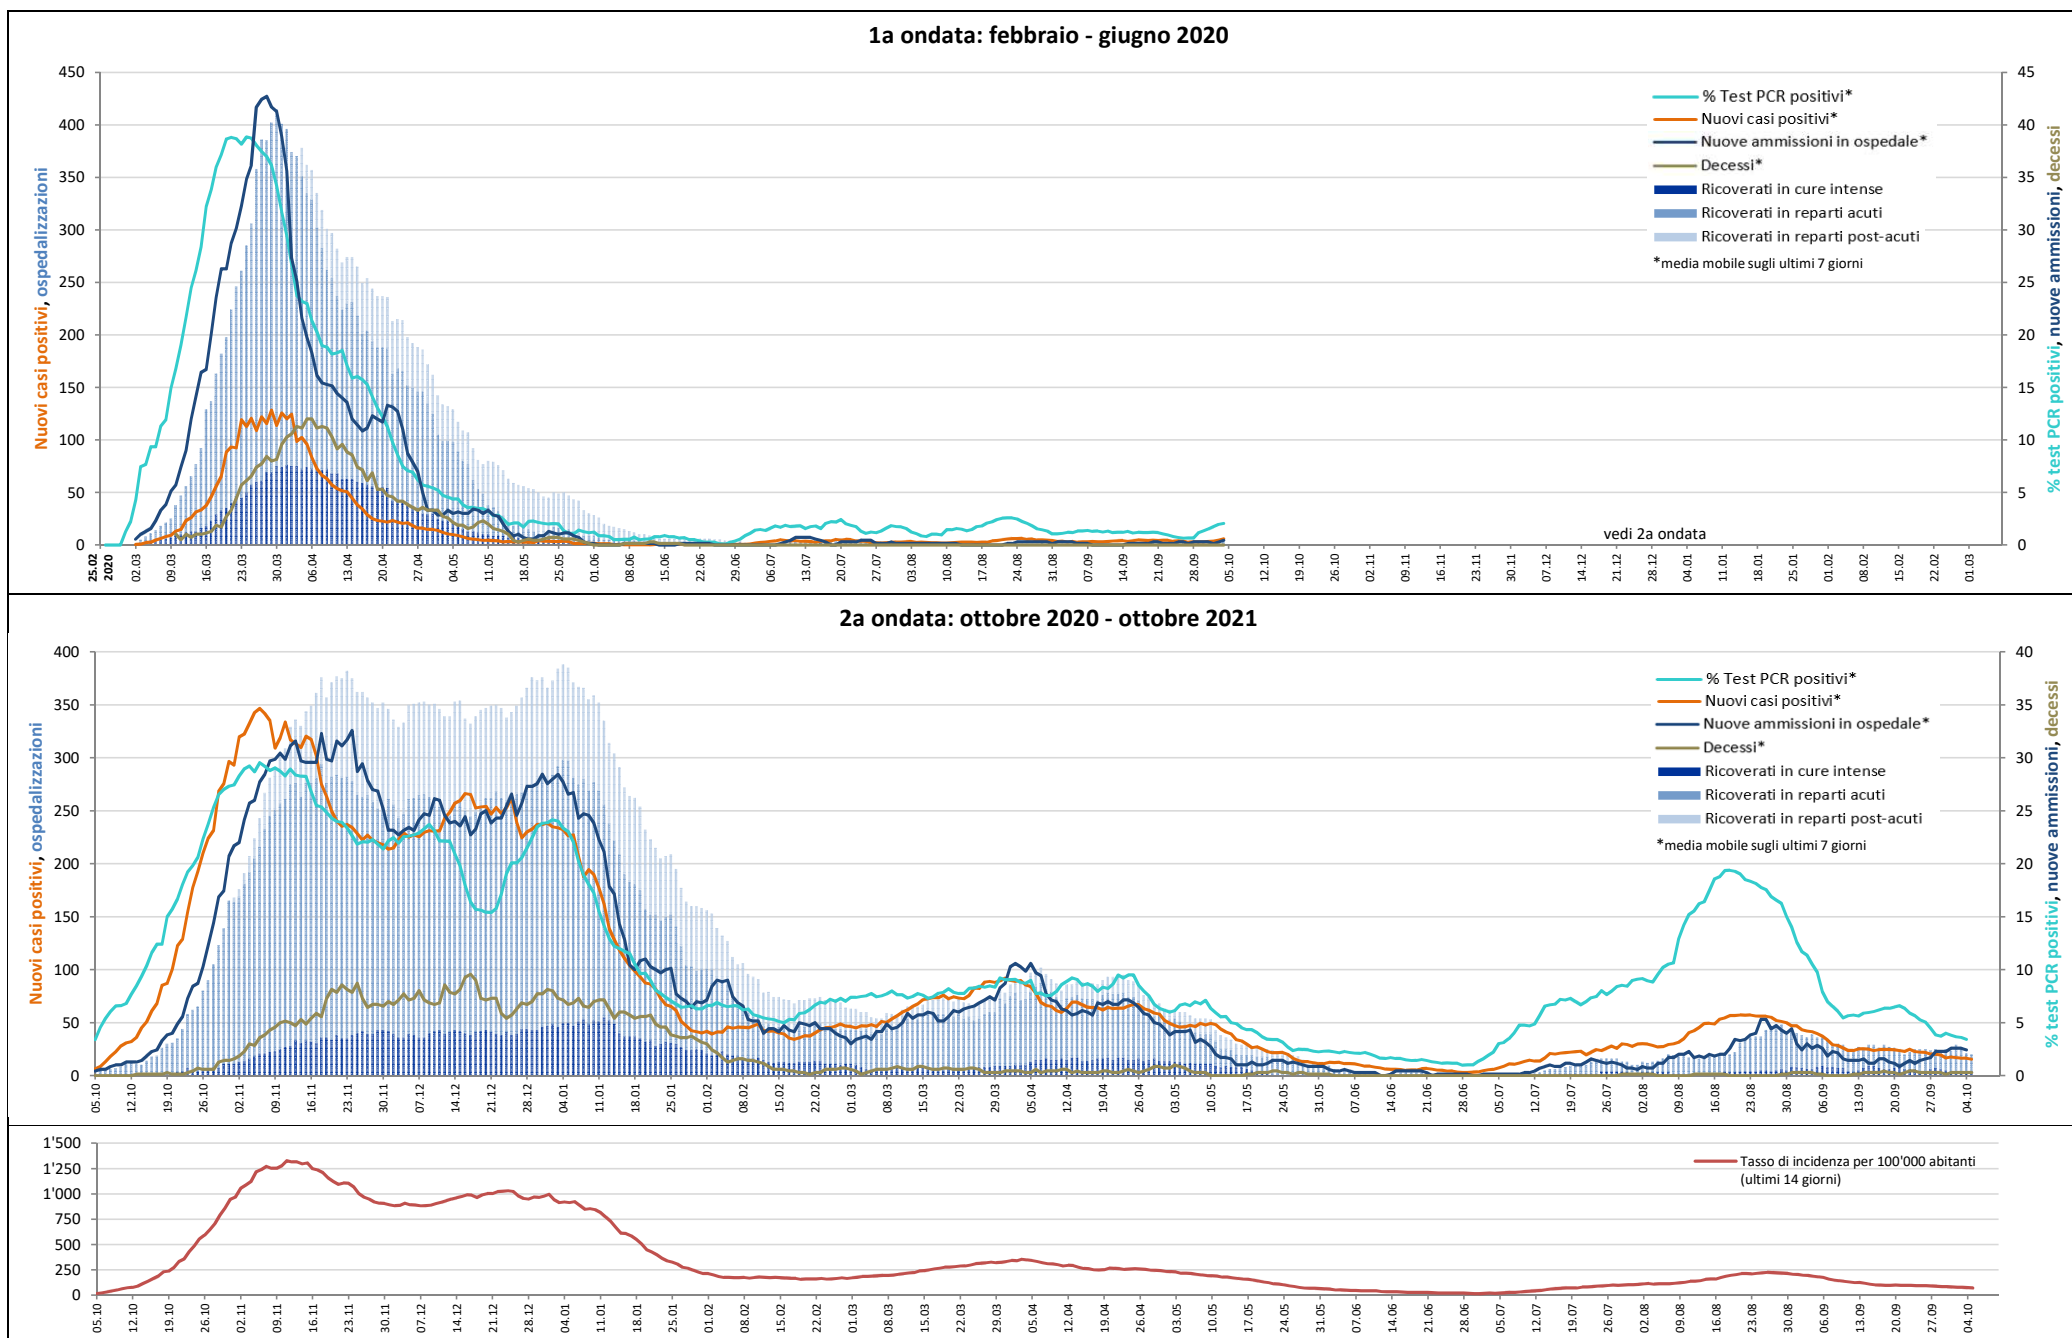 1a ondata: febbraio - giugno 2020
450 400 350 300 250 200 150 100 50 0
Nuovi casi positivi, ospedalizzazioni
45 40 35 30 25 20 15 10 5 0
% test PCR positivi, nuove ammissioni, decessi
% Test PCR positivi*
Nuovi casi positivi*
Nuove ammissioni in ospedale*
Decessi*
Ricoverati in cure intense
Ricoverati in reparti acuti
Ricoverati in reparti post-acuti
*media mobile sugli ultimi 7 giorni
vedi 2a ondata
25.02 2020 02.03 09.03 16.03 23.03 30.03 06.04 13.04 20.04 27.04 04.05 11.05 18.05 25.05 01.06 08.06 15.06 22.06 29.06 06.07 13.07 20.07 27.07 03.08 10.08 17.08 24.08 31.08 07.09 14.09 21.09 28.09 05.10 12.10 19.10 26.10 02.11 09.11 16.11 23.11 30.11 07.12 14.12 21.12 28.12 04.01 11.01 18.01 25.01 01.02 08.02 15.02 22.02 01.03
2a ondata: ottobre 2020 - ottobre 2021
400 350 300 250 200 150 100 50 0
Nuovi casi positivi, ospedalizzazioni
40 35 30 25 20 15 10 5 0
% test PCR positivi, nuove ammissioni, decessi
% Test PCR positivi*
Nuovi casi positivi*
Nuove ammissioni in ospedale*
Decessi*
Ricoverati in cure intense
Ricoverati in reparti acuti
Ricoverati in reparti post-acuti
*media mobile sugli ultimi 7 giorni
05.10 12.10 19.10 26.10 02.11 09.11 16.11 23.11 30.11 07.12 14.12 21.12 28.12 04.01 11.01 18.01 25.01 01.02 08.02 15.02 22.02 01.03 08.03 15.03 22.03 29.03 05.04 12.04 19.04 26.04 03.05 10.05 17.05 24.05 31.05 07.06 14.06 21.06 28.06 05.07 12.07 19.07 26.07 02.08 09.08 16.08 23.08 30.08 06.09 13.09 20.09 27.09 04.10
1'500 1'250 1'000 750 500 250 0
Tasso di incidenza per 100'000 abitanti
(ultimi 14 giorni)
05.10 12.10 19.10 26.10 02.11 09.11 16.11 23.11 30.11 07.12 14.12 21.12 28.12 04.01 11.01 18.01 25.01 01.02 08.02 15.02 22.02 01.03 08.03 15.03 22.03 29.03 05.04 12.04 19.04 26.04 03.05 10.05 17.05 24.05 31.05 07.06 14.06 21.06 28.06 05.07 12.07 19.07 26.07 02.08 09.08 16.08 23.08 30.08 06.09 13.09 20.09 27.09 04.10